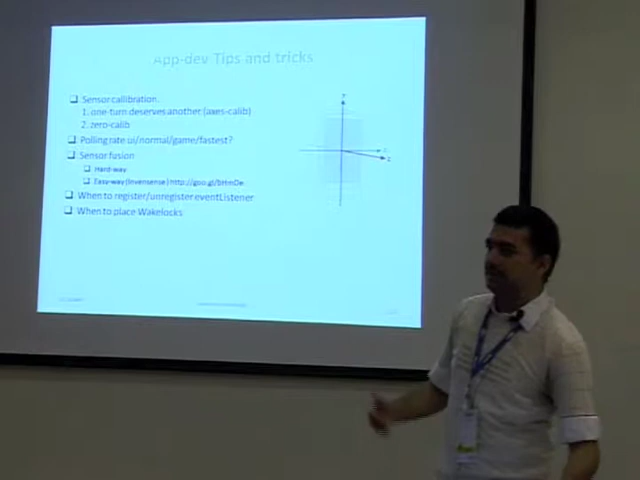 App-dev Tips and tricks
Sensor callibration.
1. one-turn deserves another (axes-calib)
2. zero-calib
Polling rate ui/normal/game/fastest?
Sensor fusion
Hard-way
Easy-way (Invensense) http://goo.gl/
When to register/unregister eventListener
When to place Wakelocks